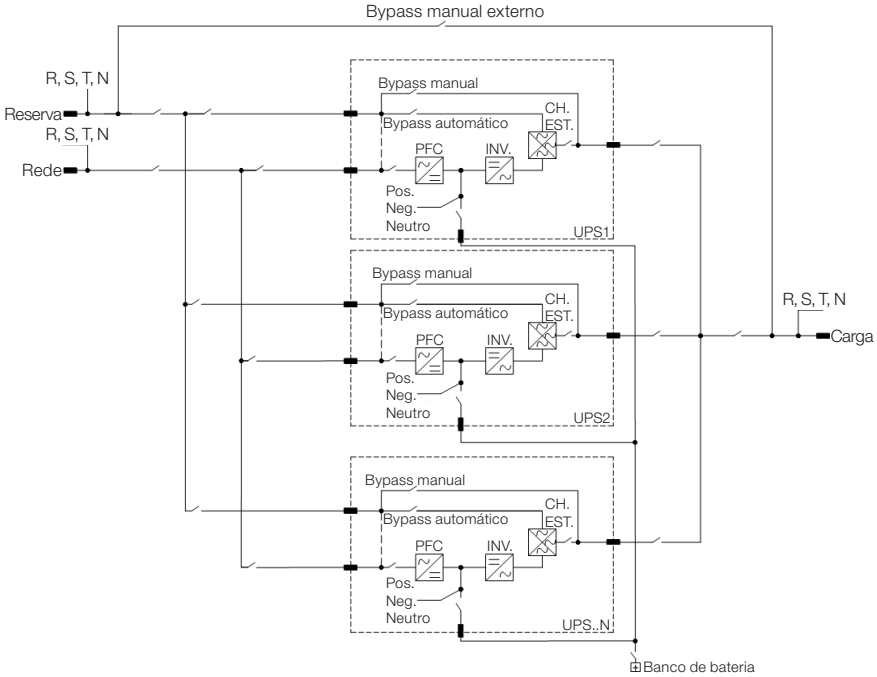 Bypass manual externo
R, S, T, N
Reserva
R, S, T, N
Rede
Bypass manual
CH.
EST.
Bypass automático
PFC
INV.
Pos.
Neg.
Neutro
UPS1
Bypass manual
CH.
EST.
Bypass automático
PFC
INV.
Pos.
Neg.
Neutro
UPS2
R, S, T, N
Carga
Bypass manual
CH.
EST.
Bypass automático
PFC
INV.
Pos.
Neg.
Neutro
UPS..N
Banco de bateria